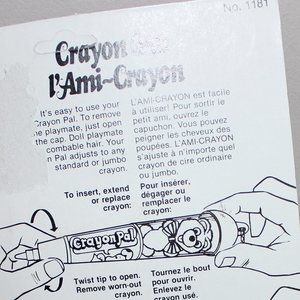 No. 1181
Crayon
l'Ami-Crayon
It's easy to use your
Crayon Pal. To remove
the playmate, just open
the cap. Doll playmate
combable hair. Your
Pal adjusts to any
standard or jumbo
crayon.
L'AMI-CRAYON est facile
à utiliser! Pour sortir le
petit ami, ouvrez le
capuchon. Vous pouvez
peigner les cheveux des
poupées. L'AMI-CRAYON
s'ajuste à n'importe quel
crayon de cire ordinaire
ou jumbo.
To insert, extend
or replace
crayon:
Pour insérer,
dégager ou
remplacer le
crayon:
Crayon Pal
Twist tip to open.
Remove worn-out
crayon.
Tournez le bout
pour ouvrir.
Enlevez le
crayon usé.